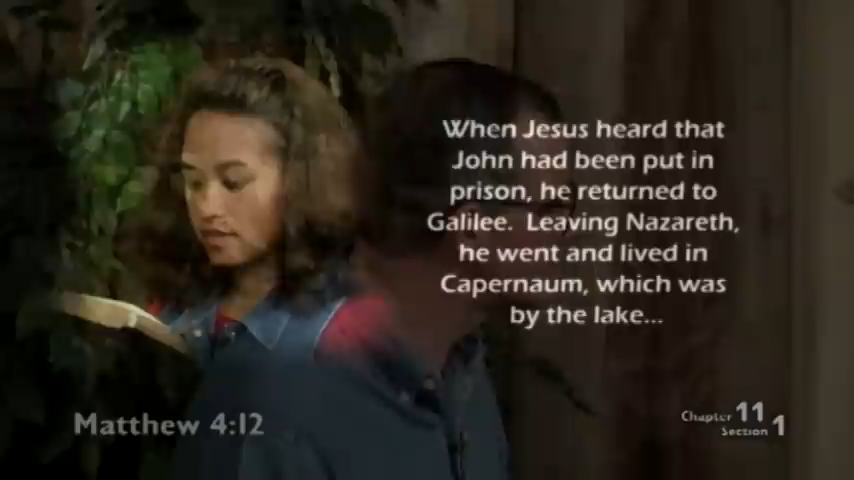 When Jesus heard that
John had been put in
prison, he returned to
Galilee. Leaving Nazareth,
he went and lived in
Capernaum, which was
by the lake...
Matthew 4:12
Chapter 11
Section 1